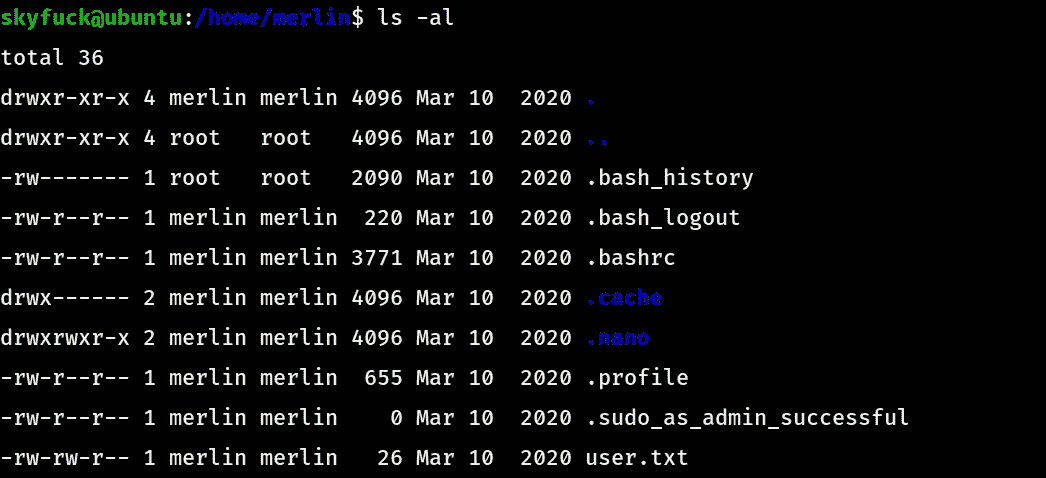 skyfuck@ubuntu:/home/merlin$ ls -al
total 36
drwxr-xr-x 4 merlin merlin 4096 Mar 10  2020 .
drwxr-xr-x 4 root   root   4096 Mar 10  2020 ..
-rw------- 1 root   root   2090 Mar 10  2020 .bash_history
-rw-r--r-- 1 merlin merlin  220 Mar 10  2020 .bash_logout
-rw-r--r-- 1 merlin merlin 3771 Mar 10  2020 .bashrc
drwx------ 2 merlin merlin 4096 Mar 10  2020 .cache
drwxrwxr-x 2 merlin merlin 4096 Mar 10  2020 .nano
-rw-r--r-- 1 merlin merlin  655 Mar 10  2020 .profile
-rw-r--r-- 1 merlin merlin    0 Mar 10  2020 .sudo_as_admin_successful
-rw-rw-r-- 1 merlin merlin   26 Mar 10  2020 user.txt